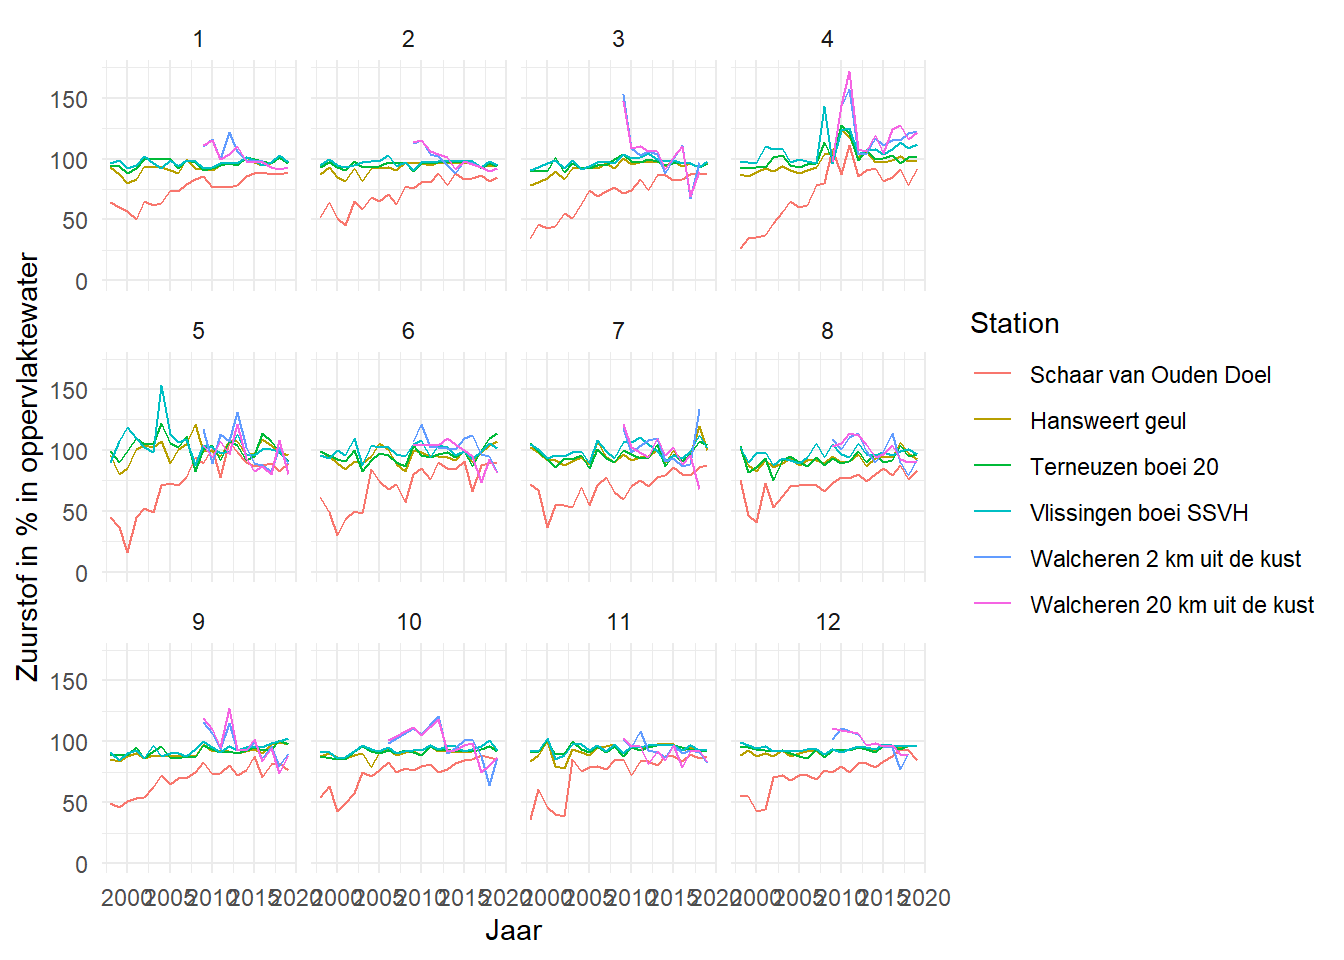 1 2 3 4
150
100
50
0
5 6 7 8
150
100
50
0
9 10 11 12
150
100
50
0
2000 2005 2010 2015 2020 2000 2005 2010 2015 2020 2000 2005 2010 2015 2020 2000 2005 2010 2015 2020
Jaar
Zuurstof in % in oppervlaktewater
Station
Schaar van Ouden Doel
Hansweert geul
Terneuzen boei 20
Vlissingen boei SSVH
Walcheren 2 km uit de kust
Walcheren 20 km uit de kust